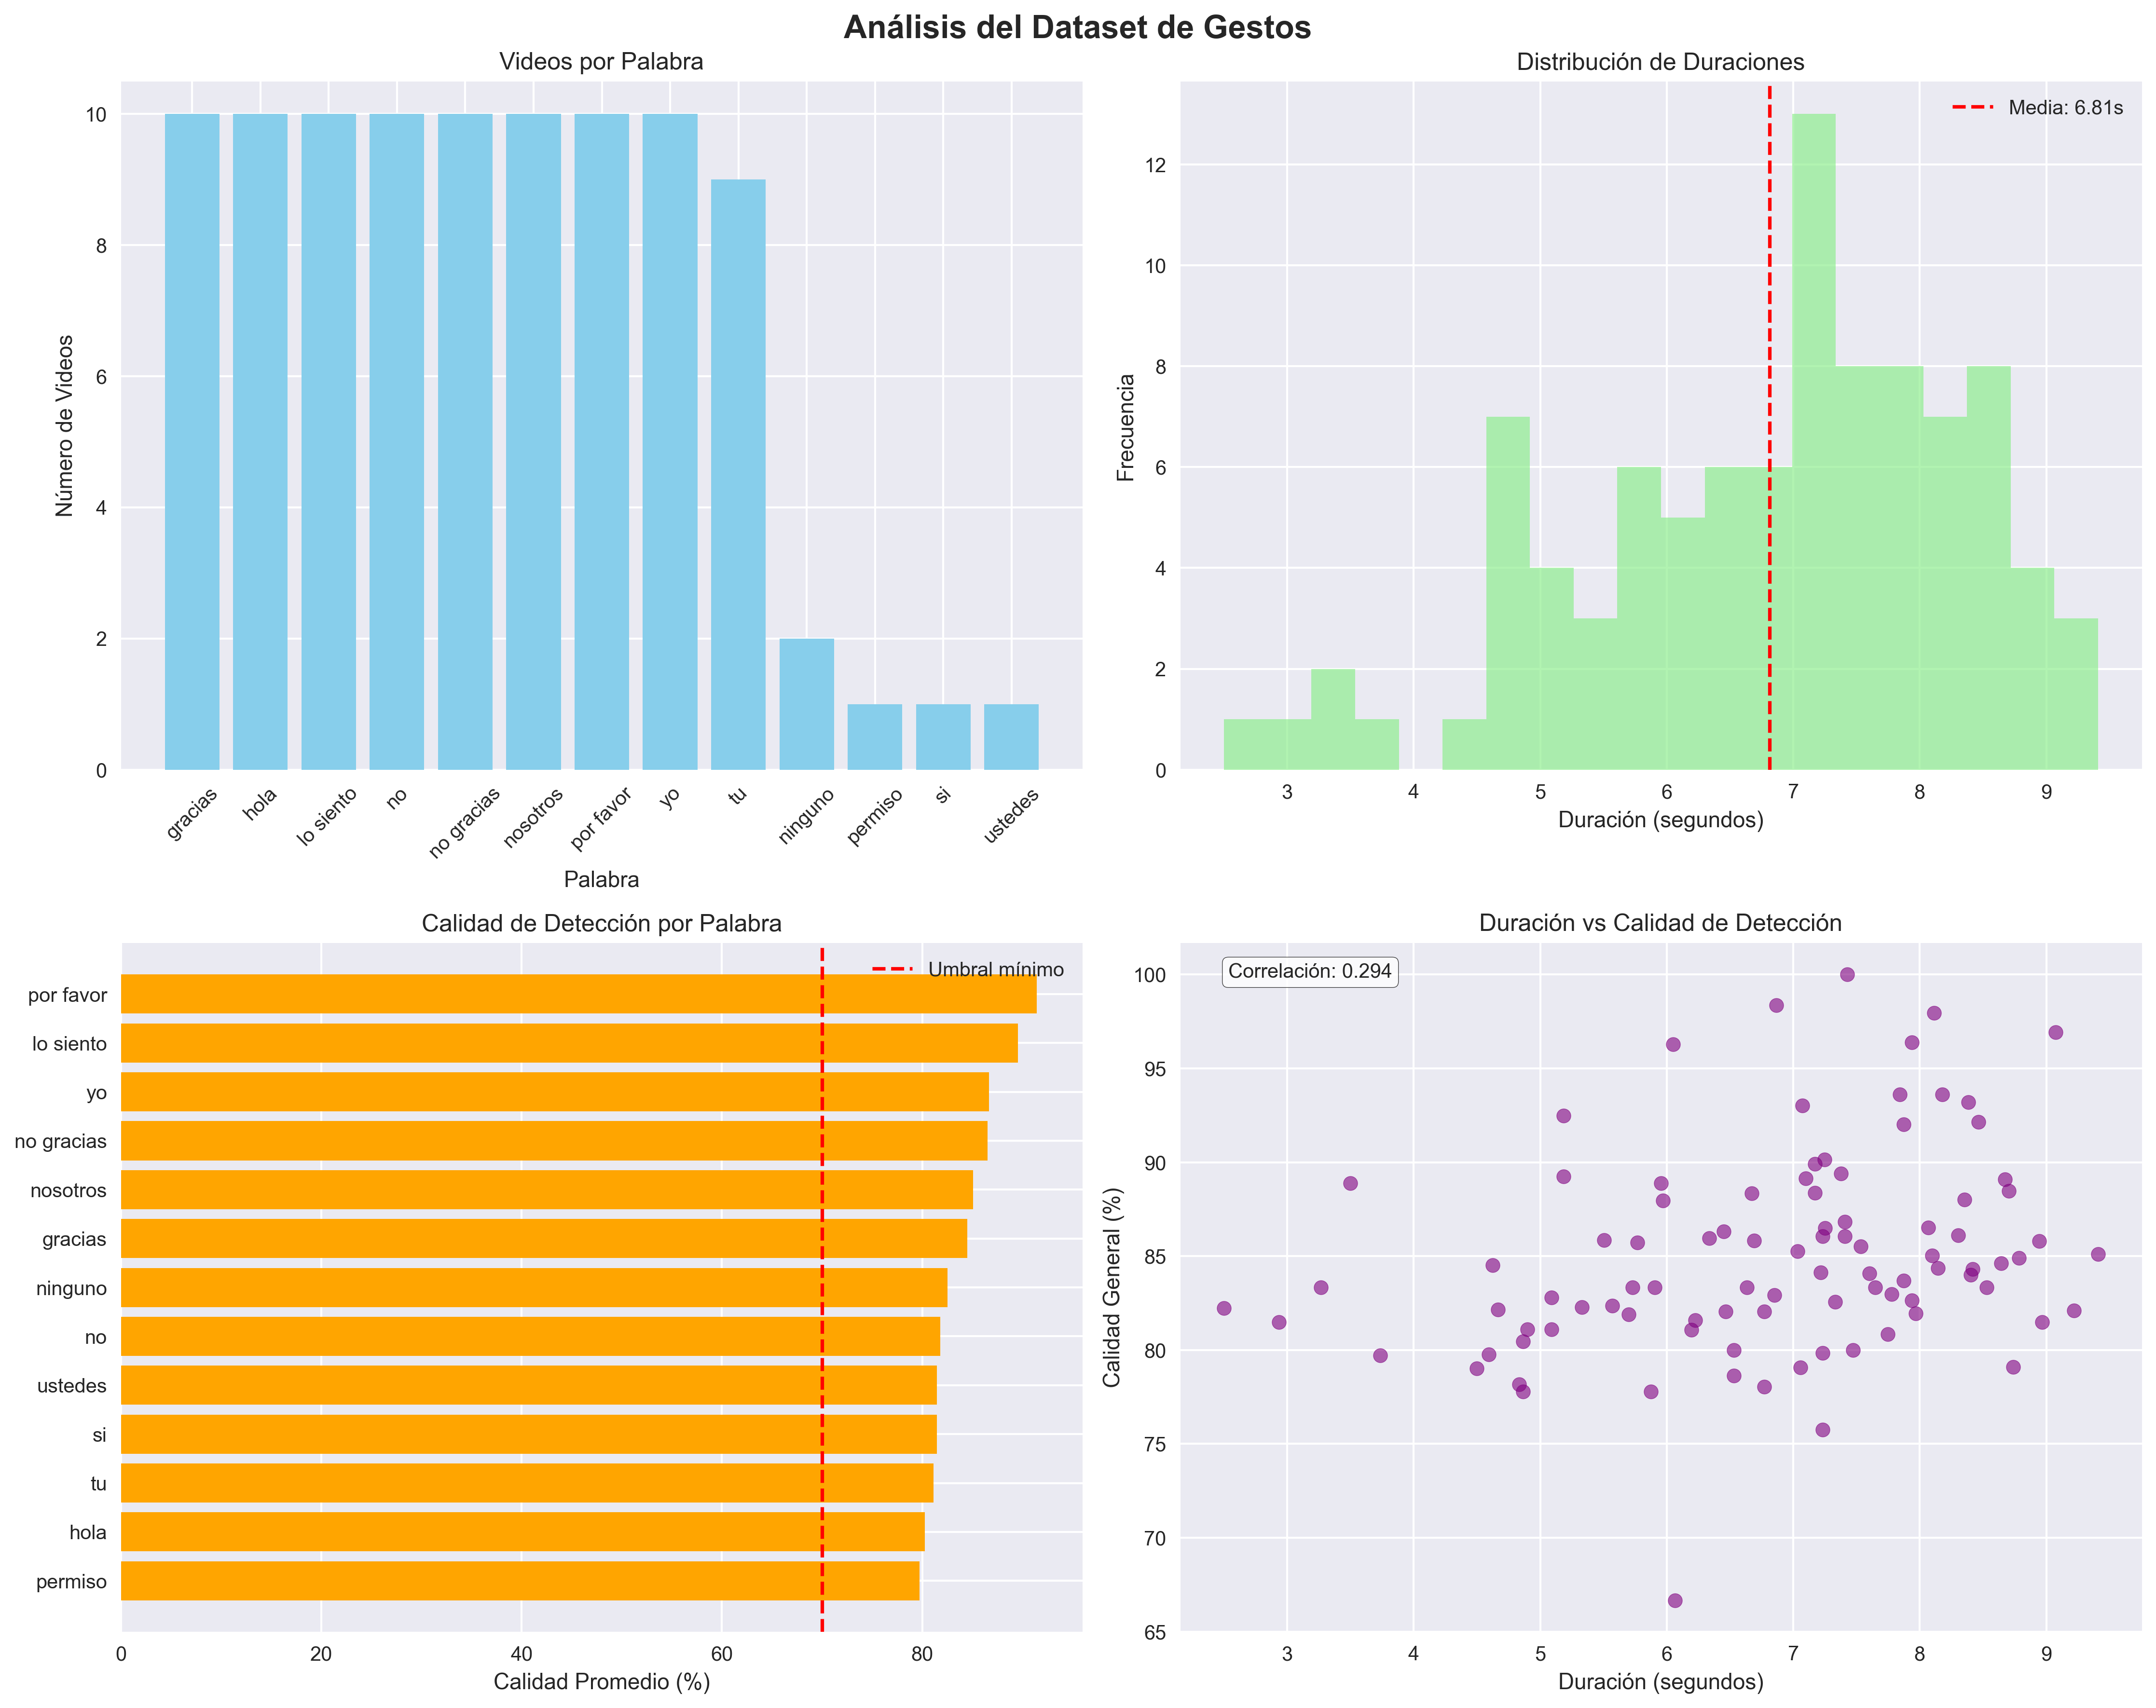 Análisis del Dataset de Gestos
Videos por Palabra
Número de Videos
10
8
6
4
2
0
gracias
hola
lo siento
no
no gracias
nosotros
por favor
yo
tu
ninguno
permiso
si
ustedes
Palabra
Distribución de Duraciones
Media: 6.81s
Frecuencia
12
10
8
6
4
2
0
3
4
5
6
7
8
9
Duración (segundos)
Calidad de Detección por Palabra
Umbral mínimo
por favor
lo siento
yo
no gracias
nosotros
gracias
ninguno
no
ustedes
si
tu
hola
permiso
0
20
40
60
80
Calidad Promedio (%)
Duración vs Calidad de Detección
Correlación: 0.294
Calidad General (%)
100
95
90
85
80
75
70
65
3
4
5
6
7
8
9
Duración (segundos)